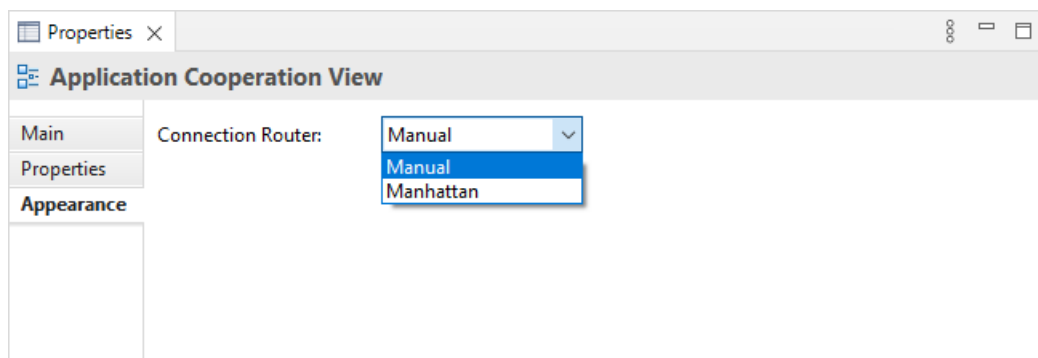 Properties
Application Cooperation View
Main
Connection Router:
Manual
Properties
Manual
Manhattan
Appearance